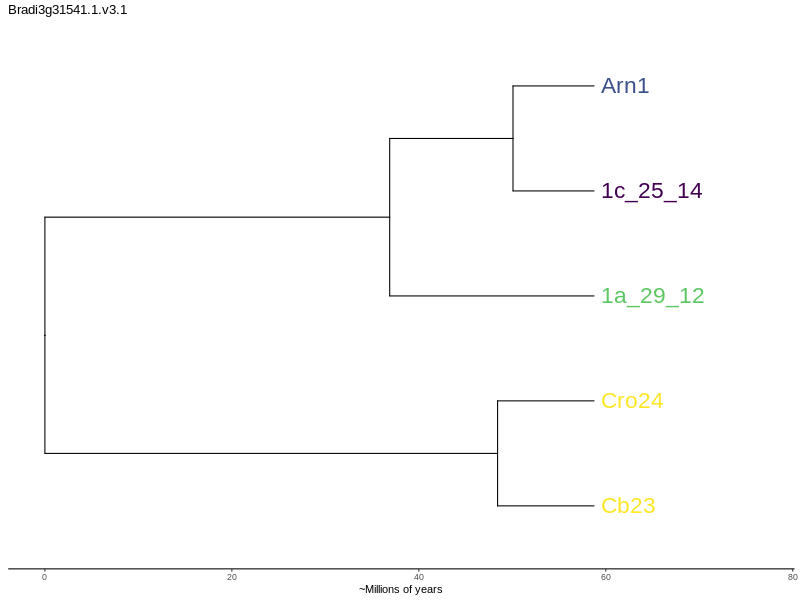 Bradi3g31541.1.v3.1
Arn1
1c_25_14
1a_29_12
Cro24
Cb23
0 20 40 60 80
~Millions of years